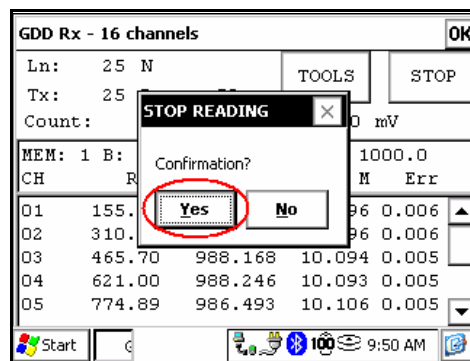 GDD Rx - 16 channels OK
Ln: 25 N TOOLS STOP
Tx: 25
Count: mV
STOP READING
Confirmation?
Yes No
MEM: 1 B: 1000.0
CH R M Err
01 155. 96 0.006
02 310. 96 0.006
03 465.70 988.168 10.094 0.005
04 621.00 988.246 10.093 0.005
05 774.89 986.493 10.106 0.005
Start 9:50 AM